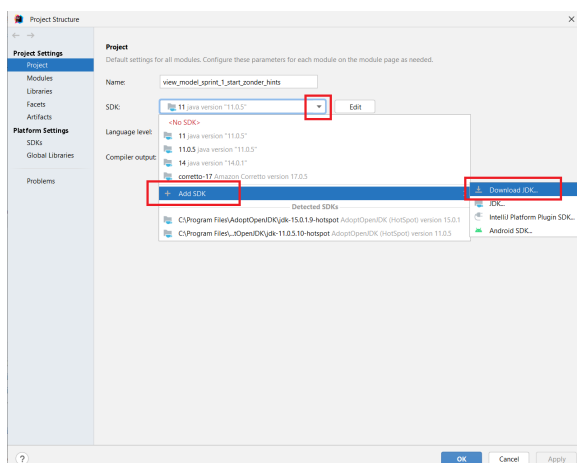 Project Structure
Project Settings
Project
Modules
Libraries
Facets
Artifacts
Platform Settings
SDKs
Global Libraries
Problems
Project
Default settings for all modules. Configure these parameters for each module on the module page as needed.
Name: view_model_sprint_1_start_zonder_hints
SDK: 11 java version "11.0.5" Edit
<No SDK>
Language level: 11 java version "11.0.5"
11.0.5 java version "11.0.5"
Compiler output: 14 java version "14.0.1"
corretto-17 Amazon Corretto version 17.0.5
+ Add SDK
Detected SDKs
C:\Program Files\AdoptOpenJDK\jdk-15.0.1.9-hotspot AdoptOpenJDK (HotSpot) version 15.0.1
C:\Program Files\...tOpenJDK\jdk-11.0.5.10-hotspot AdoptOpenJDK (HotSpot) version 11.0.5
Download JDK...
JDK...
IntelliJ Platform Plugin SDK...
Android SDK...
? OK Cancel Apply